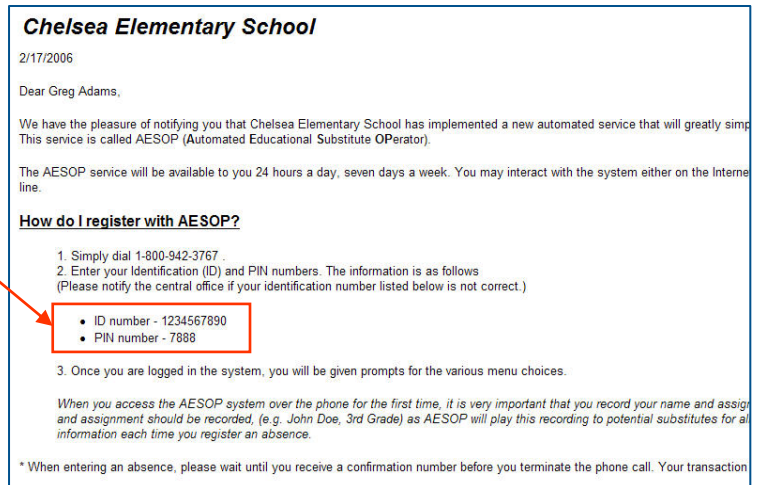 Chelsea Elementary School
2/17/2006
Dear Greg Adams,
We have the pleasure of notifying you that Chelsea Elementary School has implemented a new automated service that will greatly
This service is called AESOP (Automated Educational Substitute OPerator).
The AESOP service will be available to you 24 hours a day, seven days a week. You may interact with the system either on the
line.
How do I register with AESOP?
1. Simply dial 1-800-942-3767 .
2. Enter your Identification (ID) and PIN numbers. The information is as follows
(Please notify the central office if your identification number listed below is not correct.)
• ID number - 1234567890
• PIN number - 7888
3. Once you are logged in the system, you will be given prompts for the various menu choices.
When you access the AESOP system over the phone for the first time, it is very important that you record your name and
and assignment should be recorded, (e.g. John Doe, 3rd Grade) as AESOP will play this recording to potential substitutes for
information each time you register an absence.
* When entering an absence, please wait until you receive a confirmation number before you terminate the phone call. Your transaction